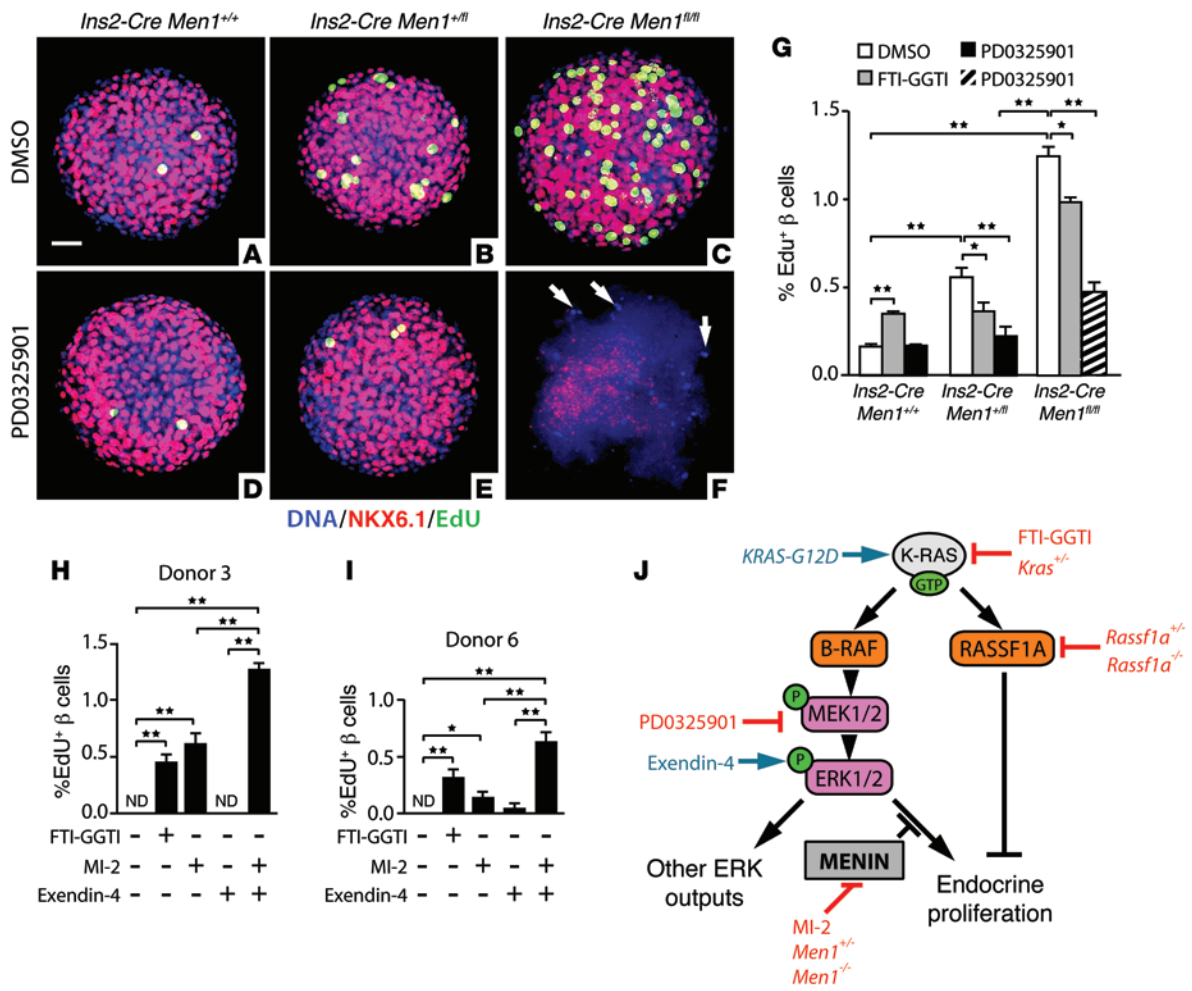 Ins2-Cre Men1+/+
Ins2-Cre Men1+/fl
Ins2-Cre Men1fl/fl
DMSO
A
B
C
PD0325901
D
E
F
DNA/NKX6.1/EdU
G
DMSO
PD0325901
FTI-GGTI
PD0325901
% Edu+ β cells
1.5
1.0
0.5
0.0
★★
★★
★★
★★
★
★★
★★
★
★★
Ins2-Cre
Men1+/+
Ins2-Cre
Men1+/fl
Ins2-Cre
Men1fl/fl
H
Donor 3
%EdU+ β cells
1.5
1.0
0.5
0.0
★★
★★
★★
★★
★★
ND
ND
FTI-GGTI - + - - -
MI-2 - - + - +
Exendin-4 - - - + +
I
Donor 6
%EdU+ β cells
1.0
0.5
0.0
★★
★★
★★
★
★★
ND
FTI-GGTI - + - - -
MI-2 - - + - +
Exendin-4 - - - + +
J
KRAS-G12D
K-RAS
GTP
FTI-GGTI
Kras+/-
B-RAF
RASSF1A
Rassf1a+/-
Rassf1a-/-
P
MEK1/2
PD0325901
Exendin-4
P
ERK1/2
Other ERK
outputs
MENIN
Endocrine
proliferation
MI-2
Men1+/-
Men1-/-